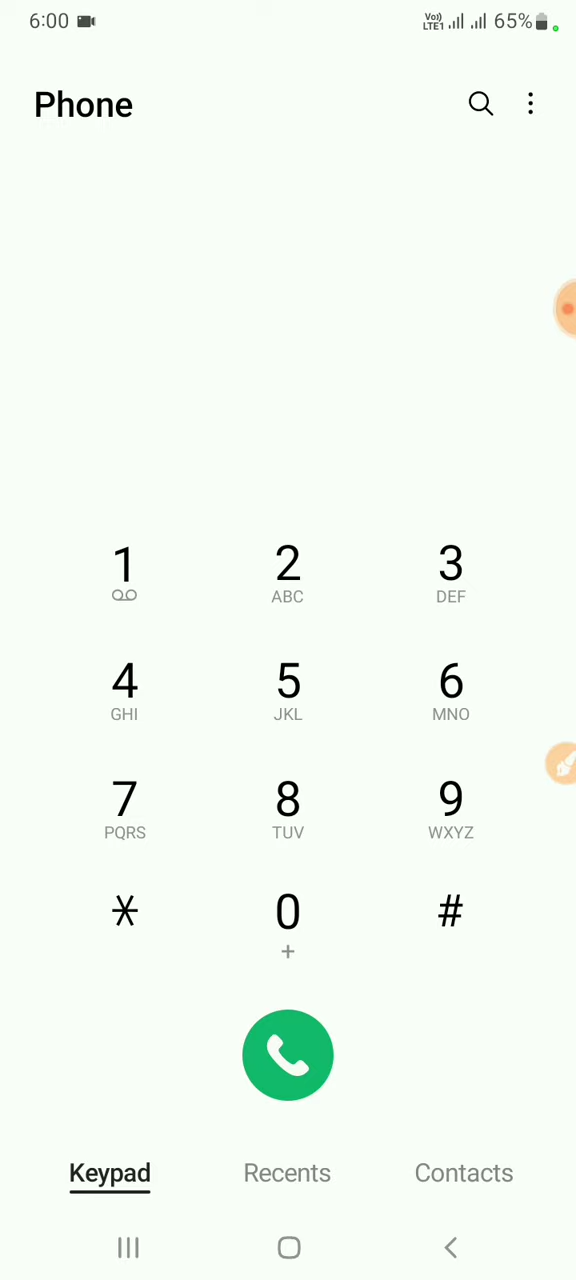 6:00 Vo) LTE1 65%
Phone
1 2 3
ABC DEF
4 5 6
GHI JKL MNO
7 8 9
PQRS TUV WXYZ
* 0 #
+
Keypad Recents Contacts